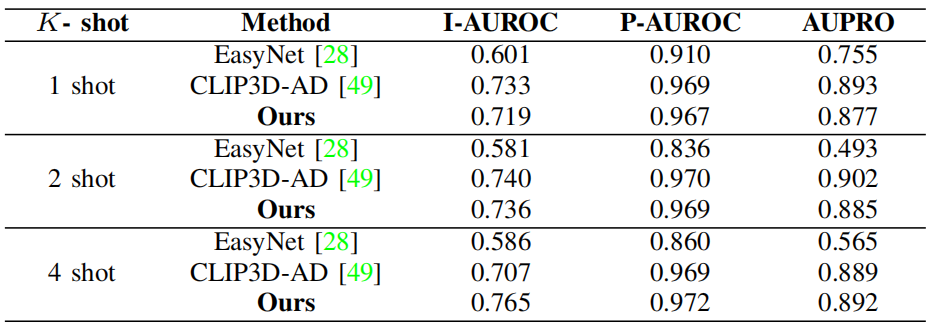 K- shot Method I-AUROC P-AUROC AUPRO
EasyNet [28] 0.601 0.910 0.755
1 shot CLIP3D-AD [49] 0.733 0.969 0.893
Ours 0.719 0.967 0.877
EasyNet [28] 0.581 0.836 0.493
2 shot CLIP3D-AD [49] 0.740 0.970 0.902
Ours 0.736 0.969 0.885
EasyNet [28] 0.586 0.860 0.565
4 shot CLIP3D-AD [49] 0.707 0.969 0.889
Ours 0.765 0.972 0.892